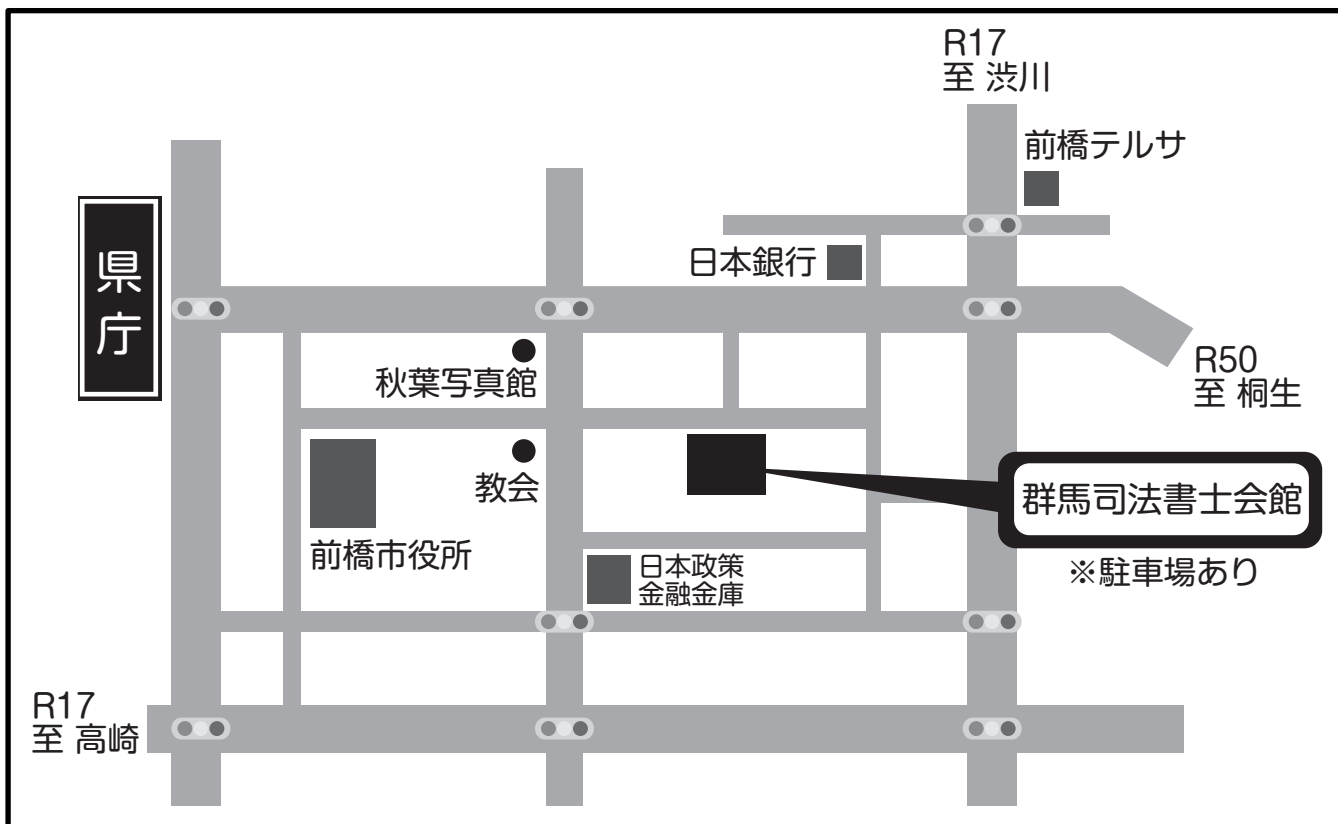 R17
至 渋川
前橋テルサ
県庁
日本銀行
秋葉写真館
R50
至 桐生
教会
群馬司法書士会館
前橋市役所
日本政策
金融金庫
※駐車場あり
R17
至 高崎